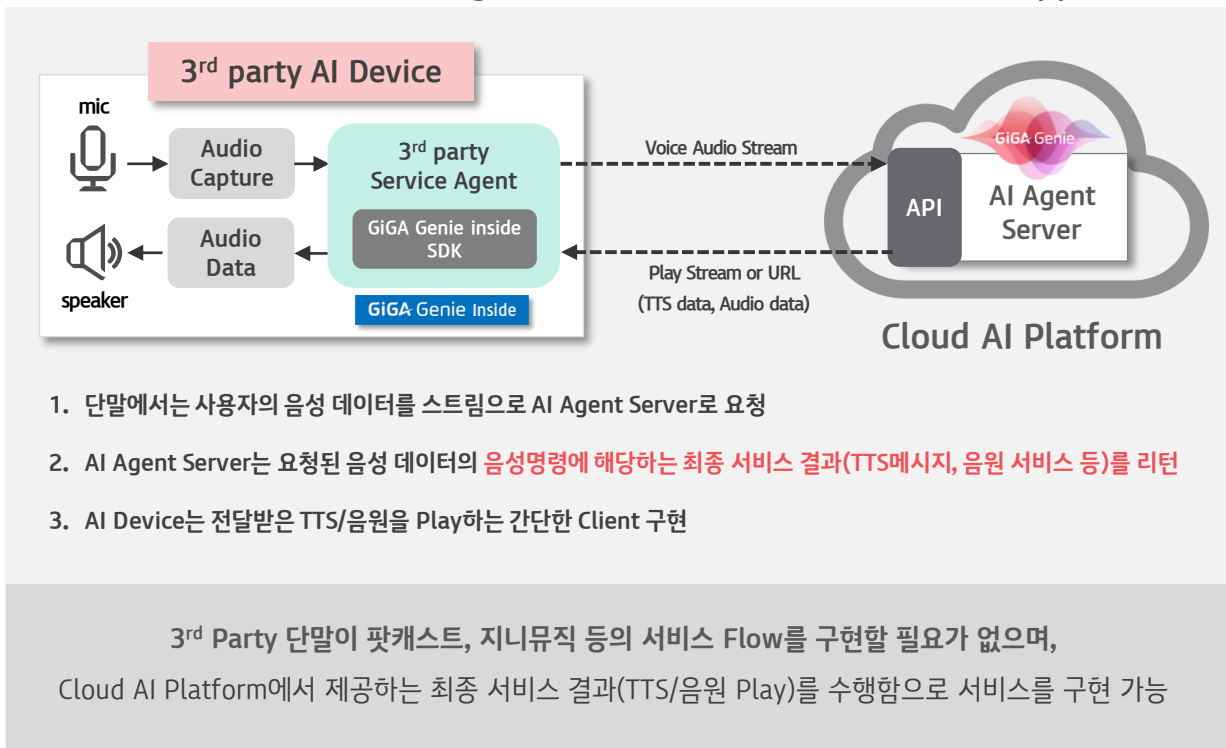 3rd party AI Device
mic
Audio
Capture
3rd party
Service Agent
Voice Audio Stream
GiGA Genie
API
AI Agent
Server
GiGA Genie inside
SDK
Audio
Data
speaker
GiGA Genie Inside
Play Stream or URL
(TTS data, Audio data)
Cloud AI Platform
1. 단말에서는 사용자의 음성 데이터를 스트림으로 AI Agent Server로 요청
2. AI Agent Server는 요청된 음성 데이터의 음성명령에 해당하는 최종 서비스 결과(TTS메시지, 음원 서비스 등)를 리턴
3. AI Device는 전달받은 TTS/음원을 Play하는 간단한 Client 구현
3rd Party 단말이 팟캐스트, 지니뮤직 등의 서비스 Flow를 구현할 필요가 없으며,
Cloud AI Platform에서 제공하는 최종 서비스 결과(TTS/음원 Play)를 수행함으로 서비스를 구현 가능